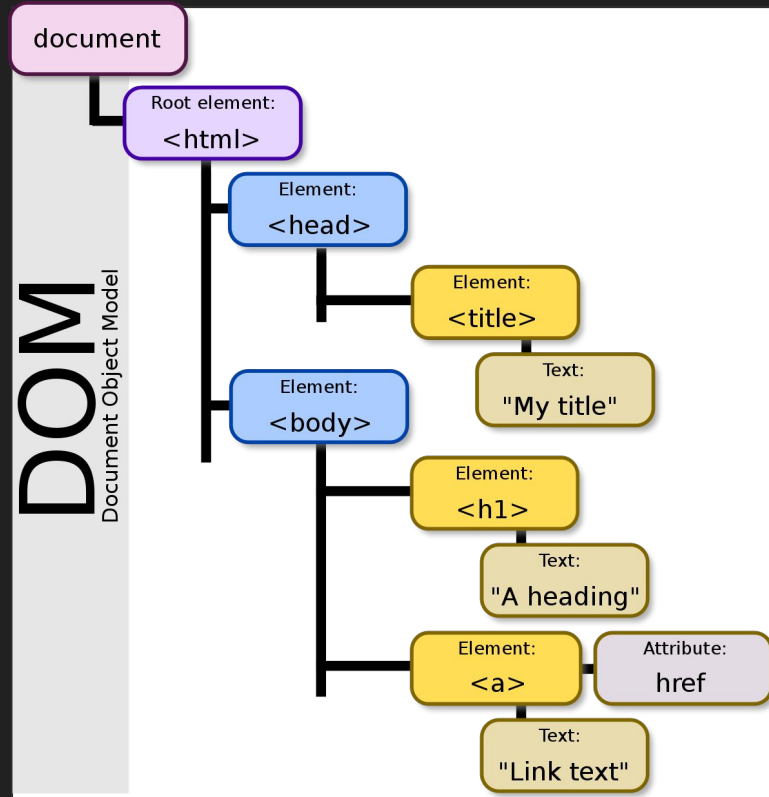 document
Root element:
<html>
Element:
<head>
Element:
<title>
Text:
"My title"
Element:
<body>
Element:
<h1>
Text:
"A heading"
Element:
<a>
Attribute:
href
Text:
"Link text"
DOM
Document Object Model